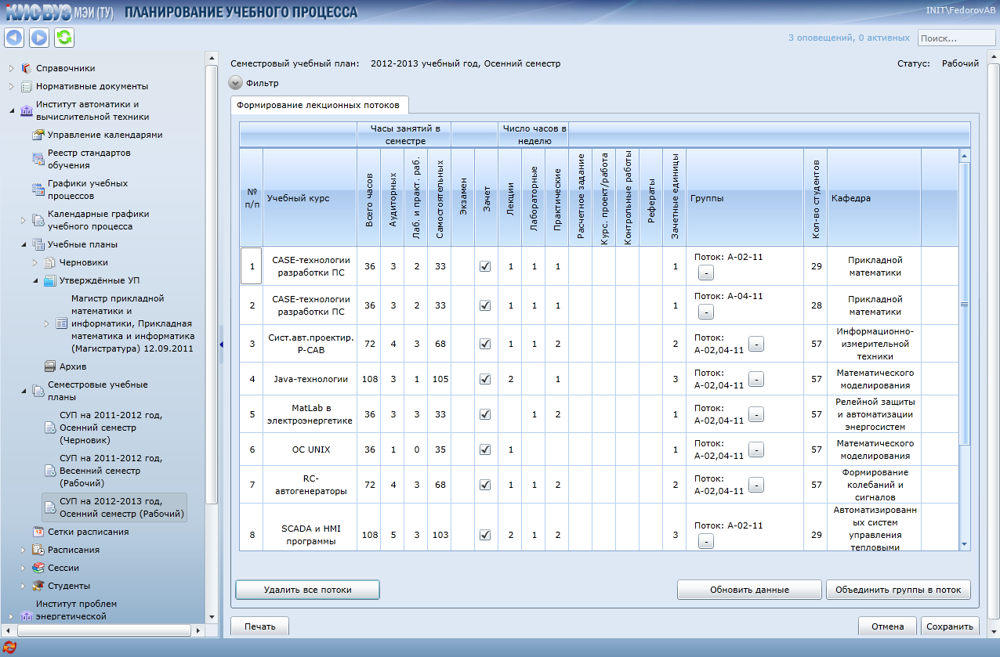 КИС ВУЗ МЭИ (ТУ) ПЛАНИРОВАНИЕ УЧЕБНОГО ПРОЦЕССА
INIT\FedorovAB
3 оповещений, 0 активных
Поиск...
Справочники
Нормативные документы
Институт автоматики и
вычислительной техники
Управление календарями
Реестр стандартов
обучения
Графики учебных
процессов
Календарные графики
учебного процесса
Учебные планы
Черновики
Утверждённые УП
Магистр прикладной
математики и
информатики, Прикладная
математика и информатика
(Магистратура) 12.09.2011
Архив
Семестровые учебные
планы
СУП на 2011-2012 год,
Осенний семестр
(Черновик)
СУП на 2011-2012 год,
Весенний семестр
(Рабочий)
СУП на 2012-2013 год,
Осенний семестр (Рабочий)
Сетки расписания
Расписания
Сессии
Студенты
Институт проблем
энергетической
Семестровый учебный план: 2012-2013 учебный год, Осенний семестр
Статус: Рабочий
Фильтр
Формирование лекционных потоков
Часы занятий в
семестре
Число часов в
неделю
№
п/п
Учебный курс
Всего часов
Аудиторных
Лаб. и практ. раб.
Самостоятельных
Экзамен
Зачет
Лекции
Лабораторные
Практические
Расчетное задание
Курс. проект/работа
Контрольные работы
Рефераты
Зачетные единицы
Группы
Кол-во студентов
Кафедра
1
CASE-технологии
разработки ПС
36 3 2 33 1 1 1 1
Поток: А-02-11
-
29
Прикладной
математики
2
CASE-технологии
разработки ПС
36 3 2 33 1 1 1 1
Поток: А-04-11
-
28
Прикладной
математики
3
Сист.авт.проектир.
P-CAB
72 4 3 68 1 1 2 2
Поток:
А-02,04-11 -
57
Информационно-
измерительной
техники
4
Java-технологии
108 3 1 105 2 1 3
Поток:
А-02,04-11 -
57
Математического
моделирования
5
MatLab в
электроэнергетике
36 3 3 33 1 2 1
Поток:
А-02,04-11 -
57
Релейной защиты
и автоматизации
энергосистем
6
ОС UNIX
36 1 0 35 1 1
Поток:
А-02,04-11 -
57
Математического
моделирования
7
RC-
автогенераторы
72 4 3 68 1 1 2 2
Поток:
А-02,04-11 -
57
Формирование
колебаний и
сигналов
8
SCADA и HMI
программы
108 5 3 103 2 1 2 3
Поток: А-02-11
-
29
Автоматизированн
ых систем
управления
тепловыми
Удалить все потоки
Обновить данные
Объединить группы в поток
Печать
Отмена
Сохранить